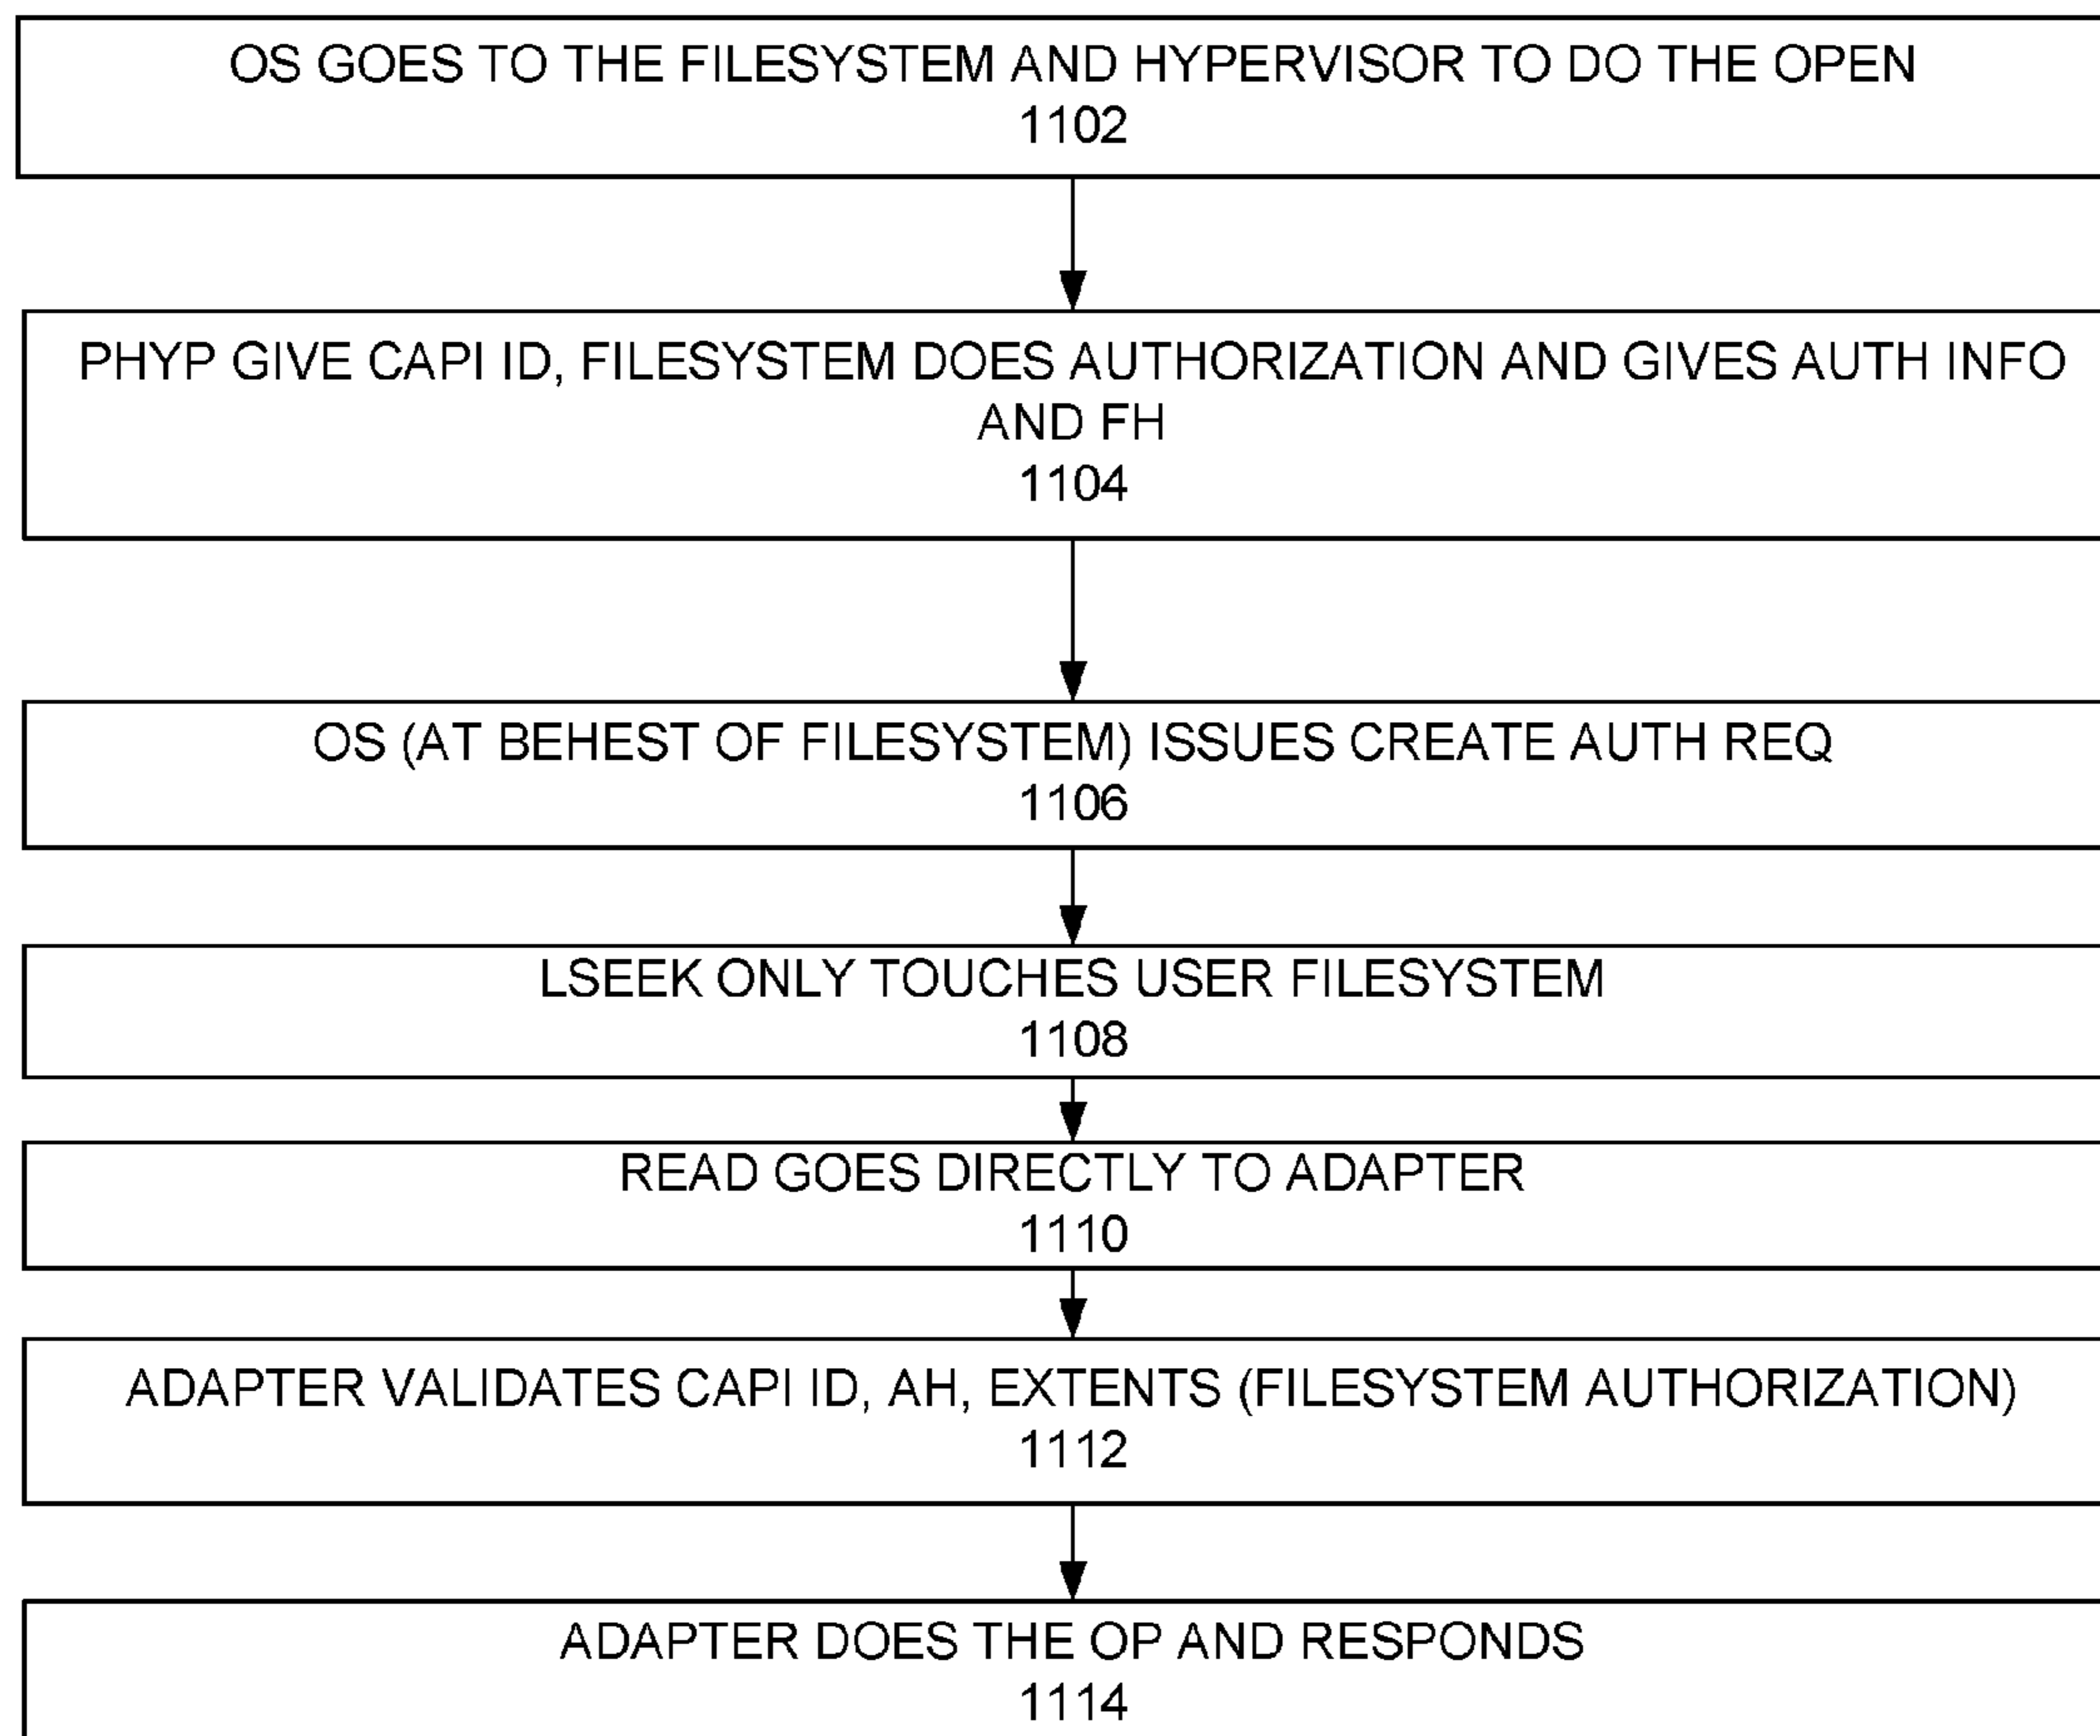 OS GOES TO THE FILESYSTEM AND HYPERVISOR TO DO THE OPEN
1102
PHYP GIVE CAPI ID, FILESYSTEM DOES AUTHORIZATION AND GIVES AUTH INFO
AND FH
1104
OS (AT BEHEST OF FILESYSTEM) ISSUES CREATE AUTH REQ
1106
LSEEK ONLY TOUCHES USER FILESYSTEM
1108
READ GOES DIRECTLY TO ADAPTER
1110
ADAPTER VALIDATES CAPI ID, AH, EXTENTS (FILESYSTEM AUTHORIZATION)
1112
ADAPTER DOES THE OP AND RESPONDS
1114